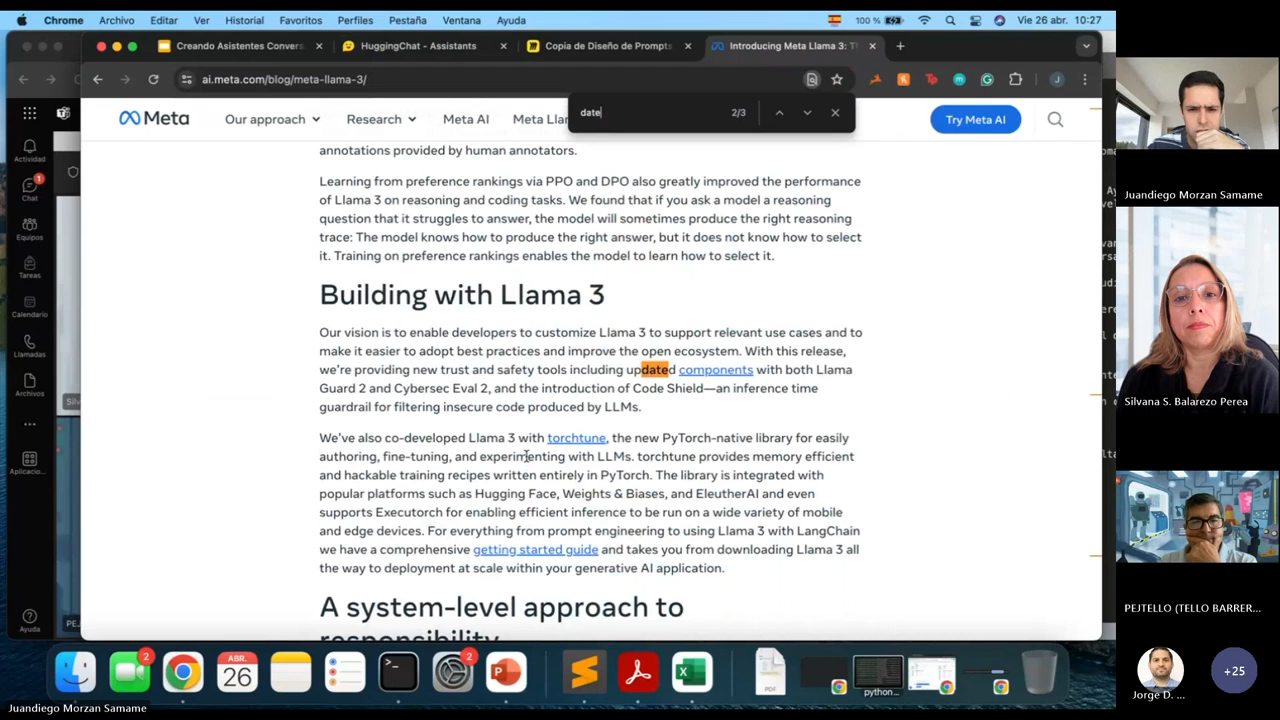 Chrome Archivo Editar Ver Historial Favoritos Perfiles Pestaña Ventana Ayuda 100 % Vie 26 abr. 10:27
Creando Asistentes Convers
HuggingChat - Assistants
Copia de Diseño de Prompts
Introducing Meta Llama 3: T
ai.meta.com/blog/meta-llama-3/
J
date 2/3
Meta
Our approach
Research
Meta AI
Meta Lla
Try Meta AI
annotations provided by human annotators.
Learning from preference rankings via PPO and DPO also greatly improved the performance
of Llama 3 on reasoning and coding tasks. We found that if you ask a model a reasoning
question that it struggles to answer, the model will sometimes produce the right reasoning
trace: The model knows how to produce the right answer, but it does not know how to select
it. Training on preference rankings enables the model to learn how to select it.
Building with Llama 3
Our vision is to enable developers to customize Llama 3 to support relevant use cases and to
make it easier to adopt best practices and improve the open ecosystem. With this release,
we’re providing new trust and safety tools including updated components with both Llama
Guard 2 and Cybersec Eval 2, and the introduction of Code Shield—an inference time
guardrail for filtering insecure code produced by LLMs.
We’ve also co-developed Llama 3 with torchtune, the new PyTorch-native library for easily
authoring, fine-tuning, and experimenting with LLMs. torchtune provides memory efficient
and hackable training recipes written entirely in PyTorch. The library is integrated with
popular platforms such as Hugging Face, Weights & Biases, and EleutherAI and even
supports Executorch for enabling efficient inference to be run on a wide variety of mobile
and edge devices. For everything from prompt engineering to using Llama 3 with LangChain
we have a comprehensive getting started guide and takes you from downloading Llama 3 all
the way to deployment at scale within your generative AI application.
A system-level approach to
responsibility
Actividad
1
Chat
Equipos
Tareas
Calendario
Llamadas
Archivos
Aplicacio...
Ayuda
2
ABR.
26
2
PDF
python...
Juandiego Morzan Samame
Juandiego Morzan Samame
Silvana S. Balarezo Perea
PEJTELLO (TELLO BARRER...
Jorge D. ...
+25